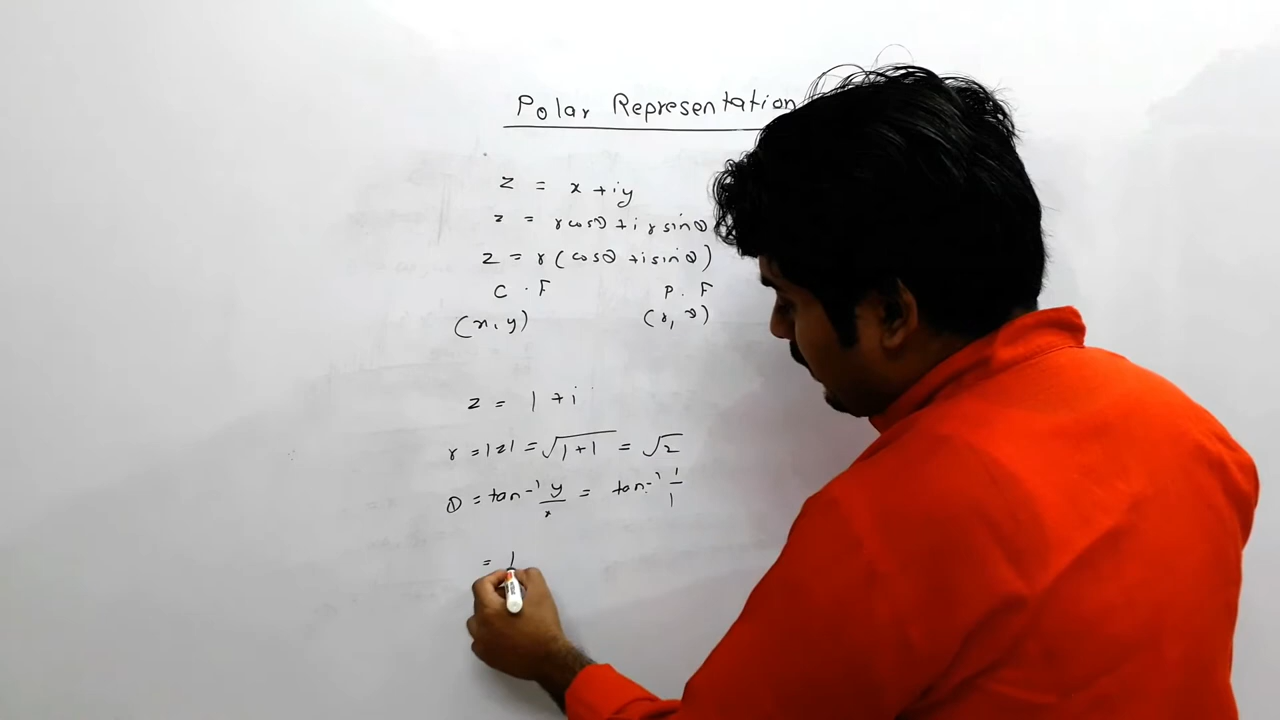 Polar Representation
z = x + iy
z = r cosθ + i r sinθ
z = r (cosθ + i sinθ)
C . F P . F
(x, y) (r, θ)
z = 1 + i
r = |z| = √1+1 = √2
θ = tan⁻¹ y/x = tan⁻¹ 1/1
=